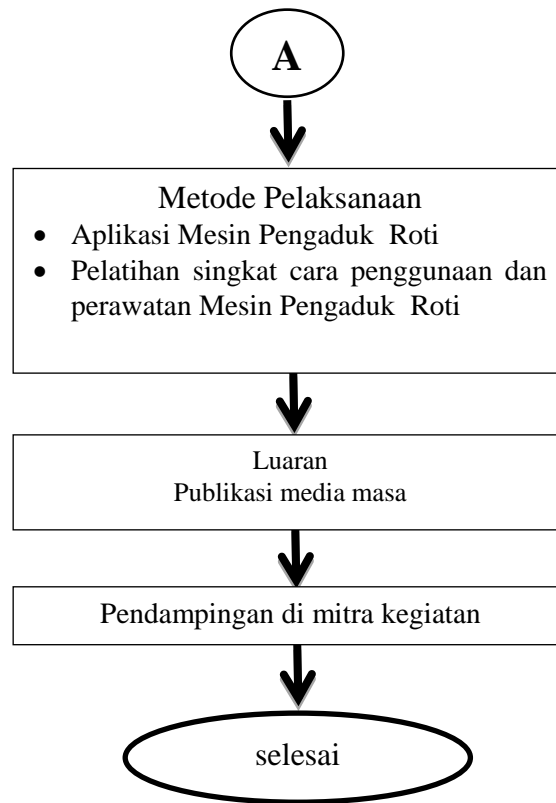 A
Metode Pelaksanaan
• Aplikasi Mesin Pengaduk Roti
• Pelatihan singkat cara penggunaan dan
perawatan Mesin Pengaduk Roti
Luaran
Publikasi media masa
Pendampingan di mitra kegiatan
selesai